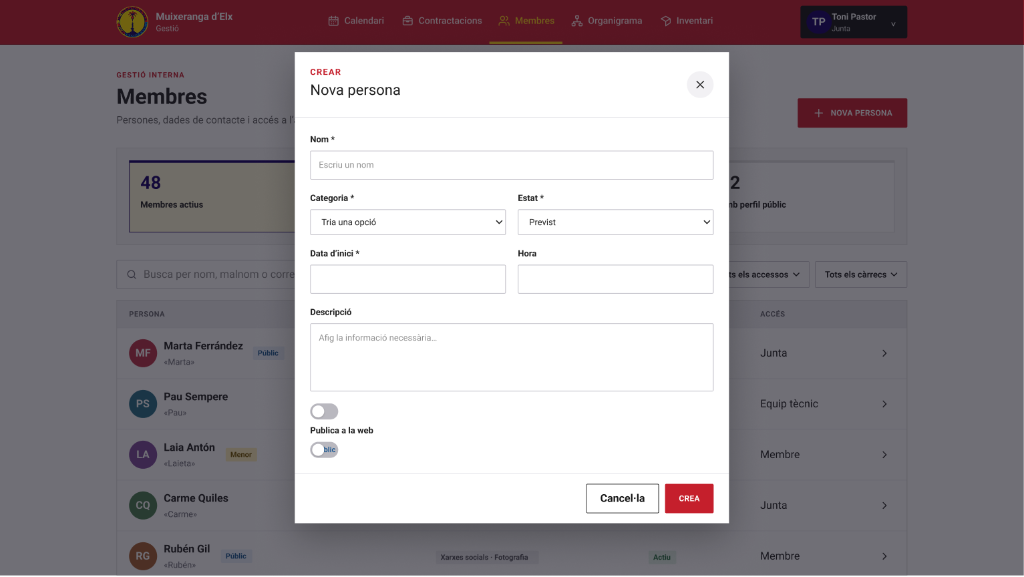 Muixeranga d'Elx
Gestió
Calendari
Contractacions
Membres
Organigrama
Inventari
TP
Toni Pastor
Junta
GESTIÓ INTERNA
Membres
Persones, dades de contacte i accés a l'
NOVA PERSONA
48
Membres actius
2
mb perfil públic
Busca per nom, malnom o corre
ts els accessos
Tots els càrrecs
PERSONA
ACCÉS
MF
Marta Ferrández
Públic
«Marta»
Junta
PS
Pau Sempere
«Pau»
Equip tècnic
LA
Laia Antón
Menor
«Laieta»
Membre
CQ
Carme Quiles
«Carme»
Junta
RG
Rubén Gil
Públic
«Rubén»
Xarxes socials · Fotografia
Actiu
Membre
CREAR
Nova persona
Nom *
Escriu un nom
Categoria *
Estat *
Tria una opció
Previst
Data d'inici *
Hora
Descripció
Afig la informació necessària…
Publica a la web
blic
Cancel·la
CREA